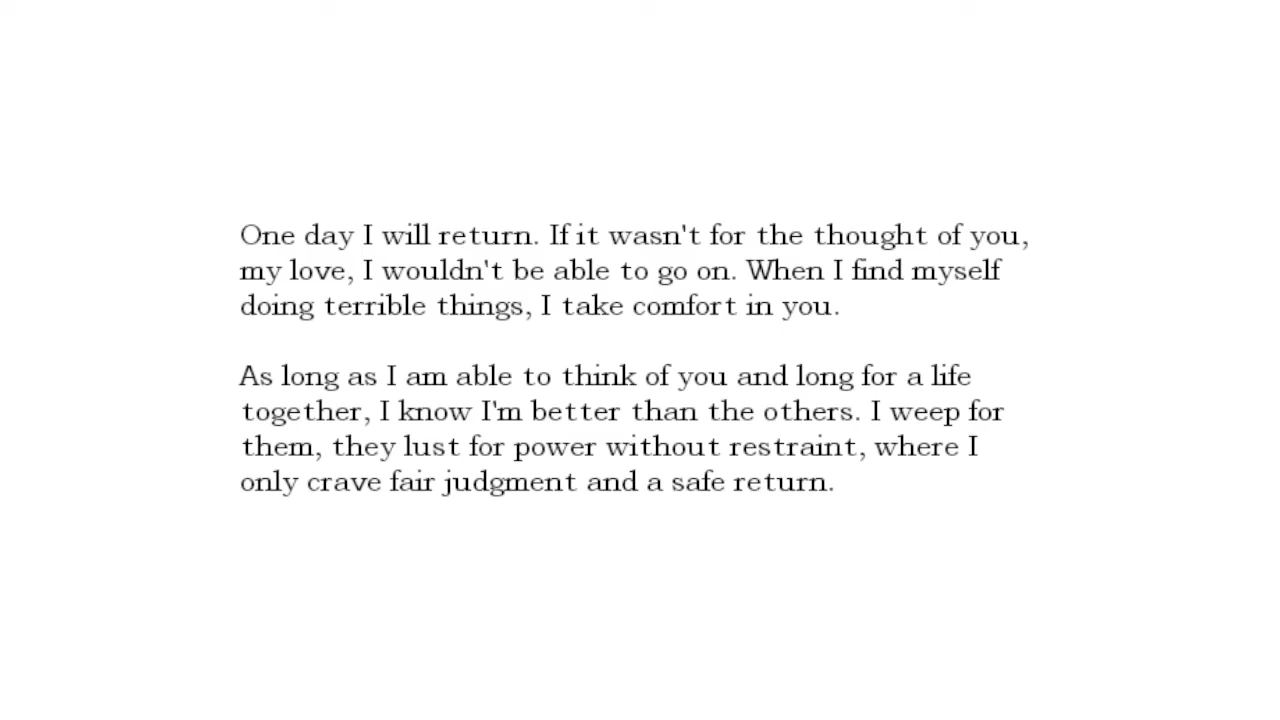 One day I will return. If it wasn't for the thought of you,
my love, I wouldn't be able to go on. When I find myself
doing terrible things, I take comfort in you.
As long as I am able to think of you and long for a life
together, I know I'm better than the others. I weep for
them, they lust for power without restraint, where I
only crave fair judgment and a safe return.